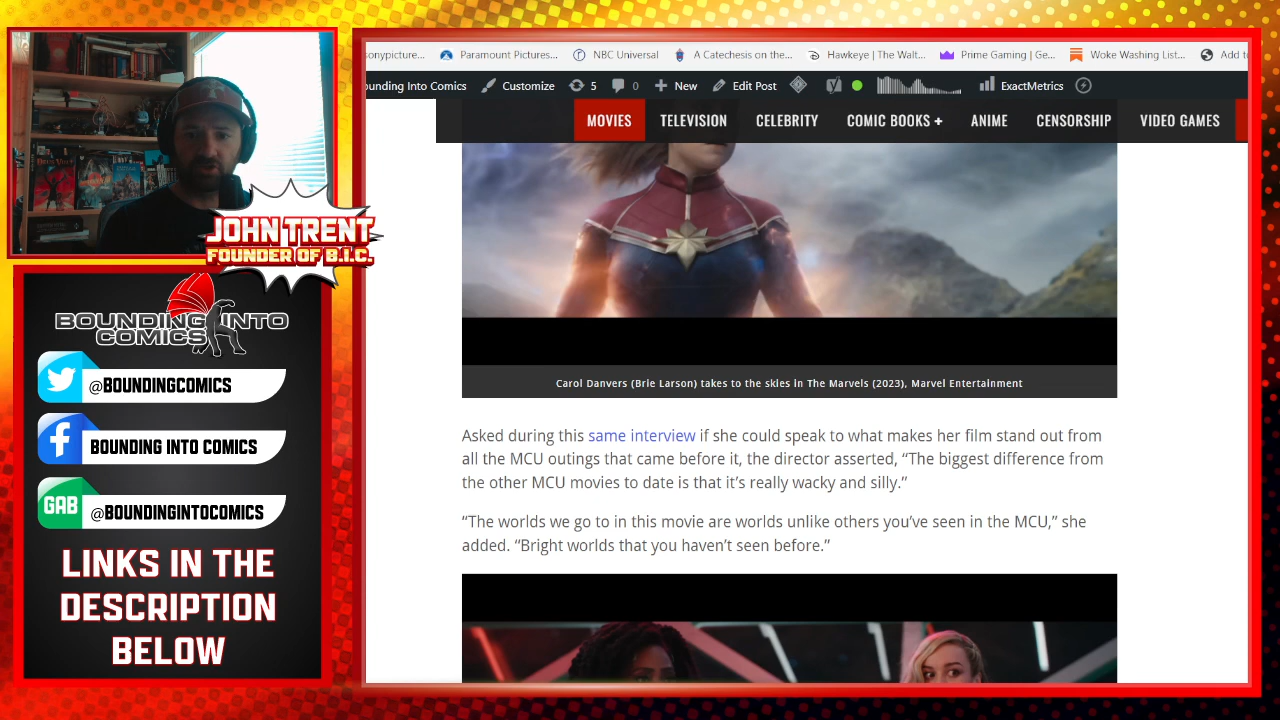 JOHN TRENT
FOUNDER OF B.I.C.
BOUNDING INTO
COMICS
@BOUNDINGCOMICS
BOUNDING INTO COMICS
GAB
@BOUNDINGINTOCOMICS
LINKS IN THE
DESCRIPTION
BELOW
Paramount Pictures... NBC Universal A Catechesis on the... Hawkeye | The Walt... Prime Gaming | Ge... Woke Washing List...
Into Comics Customize 5 0 New Edit Post ExactMetrics
MOVIES TELEVISION CELEBRITY COMIC BOOKS + ANIME CENSORSHIP VIDEO GAMES
Carol Danvers (Brie Larson) takes to the skies in The Marvels (2023), Marvel Entertainment
Asked during this same interview if she could speak to what makes her film stand out from
all the MCU outings that came before it, the director asserted, “The biggest difference from
the other MCU movies to date is that it’s really wacky and silly.”
“The worlds we go to in this movie are worlds unlike others you’ve seen in the MCU,” she
added. “Bright worlds that you haven’t seen before.”